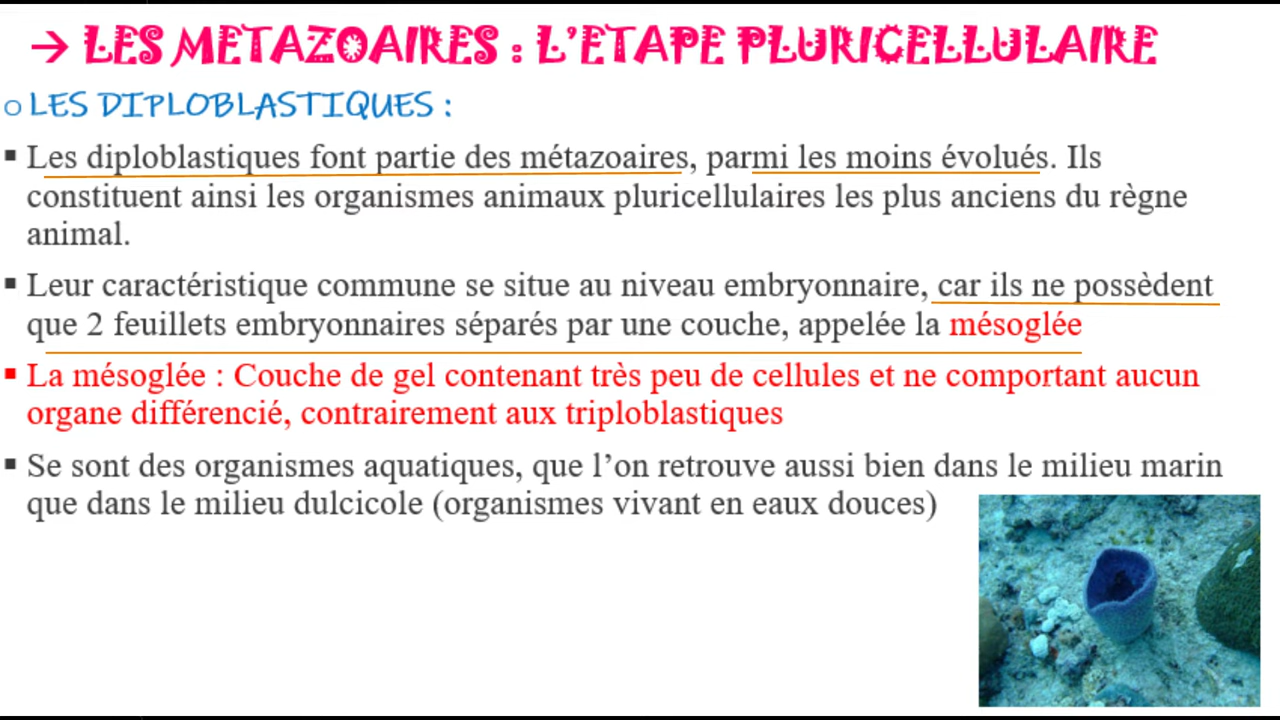 → LES METAZOAIRES : L'ETAPE PLURICELLULAIRE
o LES DIPLOBLASTIQUES :
▪ Les diploblastiques font partie des métazoaires, parmi les moins évolués. Ils
constituent ainsi les organismes animaux pluricellulaires les plus anciens du règne
animal.
▪ Leur caractéristique commune se situe au niveau embryonnaire, car ils ne possèdent
que 2 feuillets embryonnaires séparés par une couche, appelée la mésoglée
▪ La mésoglée : Couche de gel contenant très peu de cellules et ne comportant aucun
organe différencié, contrairement aux triploblastiques
▪ Se sont des organismes aquatiques, que l'on retrouve aussi bien dans le milieu marin
que dans le milieu dulcicole (organismes vivant en eaux douces)